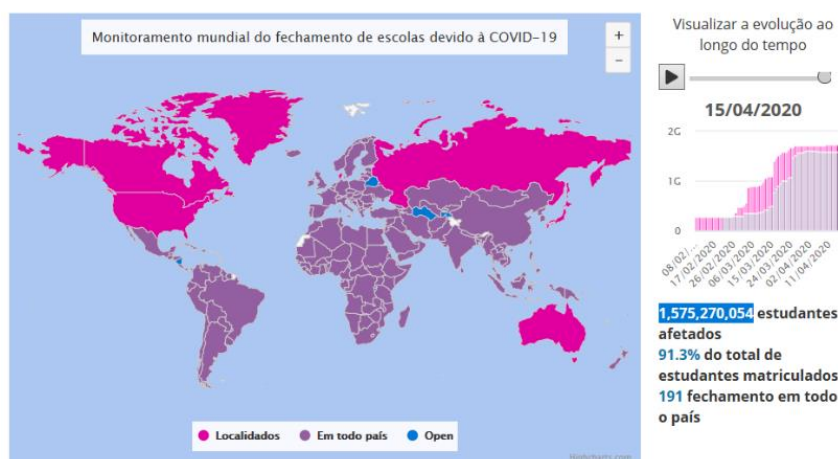 Monitoramento mundial do fechamento de escolas devido à COVID-19
+
−
Localidados
Em todo país
Open
Highcharts.com
Visualizar a evolução ao
longo do tempo
15/04/2020
2G
1G
0
08/02/...
17/02/2020
26/02/2020
06/03/2020
15/03/2020
24/03/2020
02/04/2020
11/04/2020
1,575,270,054 estudantes
afetados
91.3% do total de
estudantes matriculados
191 fechamento em todo
o país